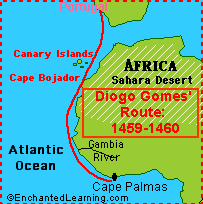 Portugal
Canary Islands
AFRICA
Sahara Desert
Cape Bojador
Diogo Gomes'
Route:
1459-1460
Atlantic
Ocean
Gambia
River
Cape Palmas
©EnchantedLearning.com